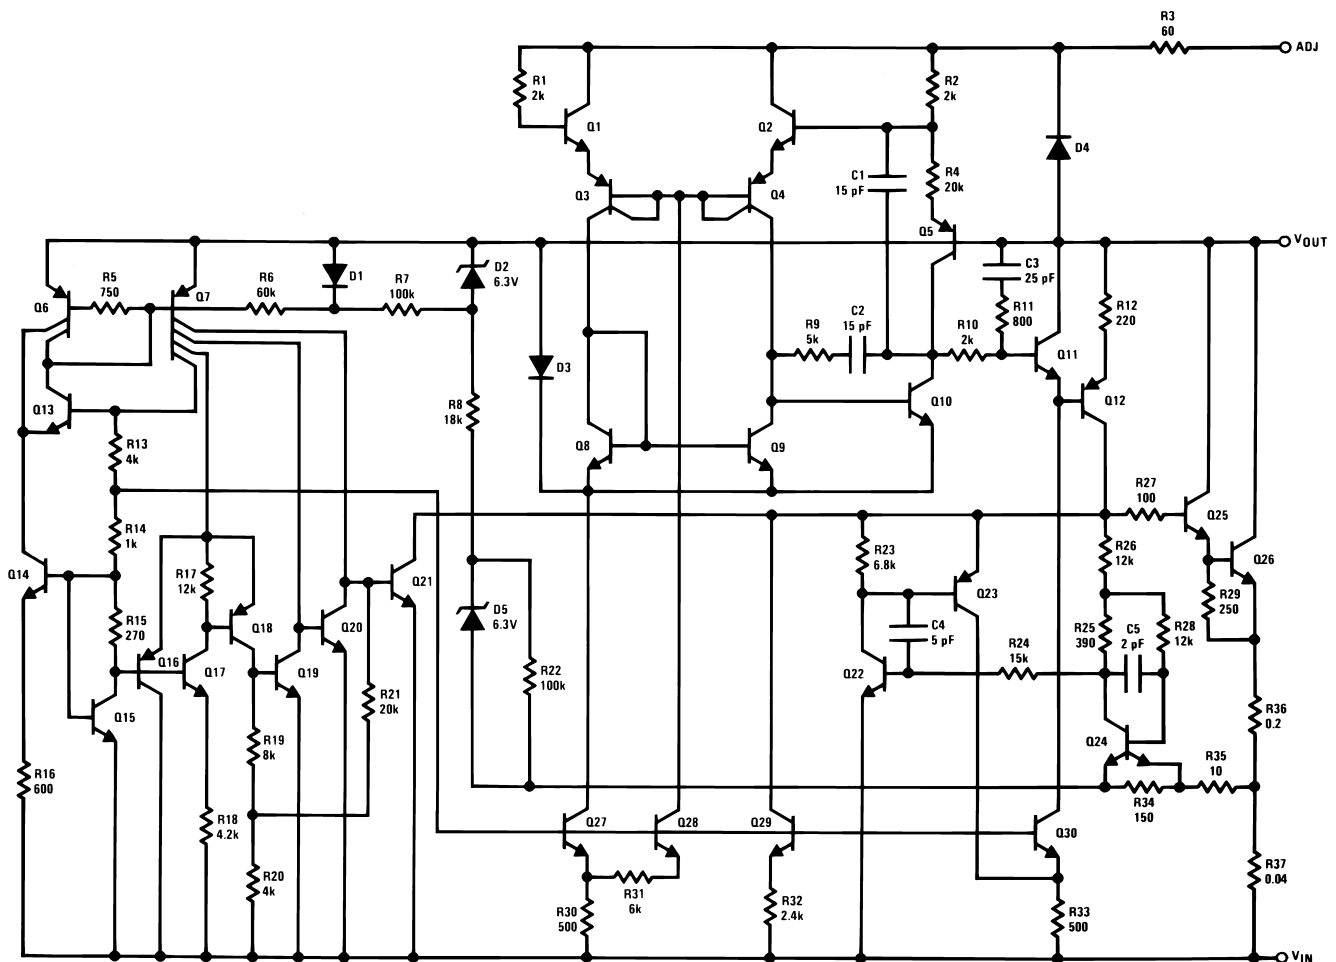 R3
60
ADJ
R1
2k
Q1
Q2
R2
2k
D4
C1
15 pF
R4
20k
Q3
Q4
Q5
VOUT
R5
750
Q6
Q7
R6
60k
D1
R7
100k
D2
6.3V
C3
25 pF
R11
800
R12
220
R9
5k
C2
15 pF
R10
2k
Q11
D3
Q12
Q13
R8
18k
Q10
R13
4k
Q8
Q9
R27
100
Q25
R14
1k
Q14
R17
12k
Q21
R23
6.8k
R26
12k
Q26
Q23
R29
250
R15
270
D5
6.3V
Q18
Q20
C4
5 pF
R25
390
C5
2 pF
R28
12k
Q16
Q17
Q19
R22
100k
R24
15k
Q22
R21
20k
Q15
R36
0.2
R19
8k
Q24
R16
600
R35
10
R34
150
R18
4.2k
Q27
Q28
Q29
Q30
R20
4k
R31
6k
R37
0.04
R30
500
R32
2.4k
R33
500
VIN